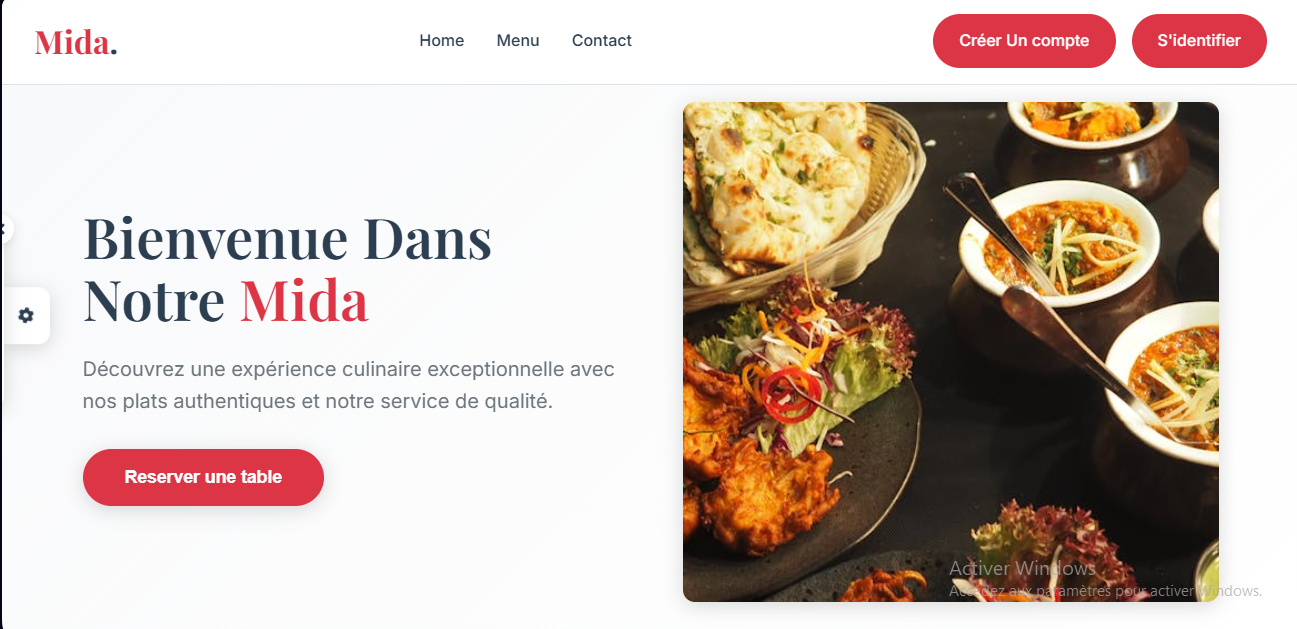 Mida.
Home
Menu
Contact
Créer Un compte
S'identifier
Bienvenue Dans
Notre Mida
Découvrez une expérience culinaire exceptionnelle avec
nos plats authentiques et notre service de qualité.
Reserver une table
Activer Windows
Accédez aux paramètres pour activer Windows.